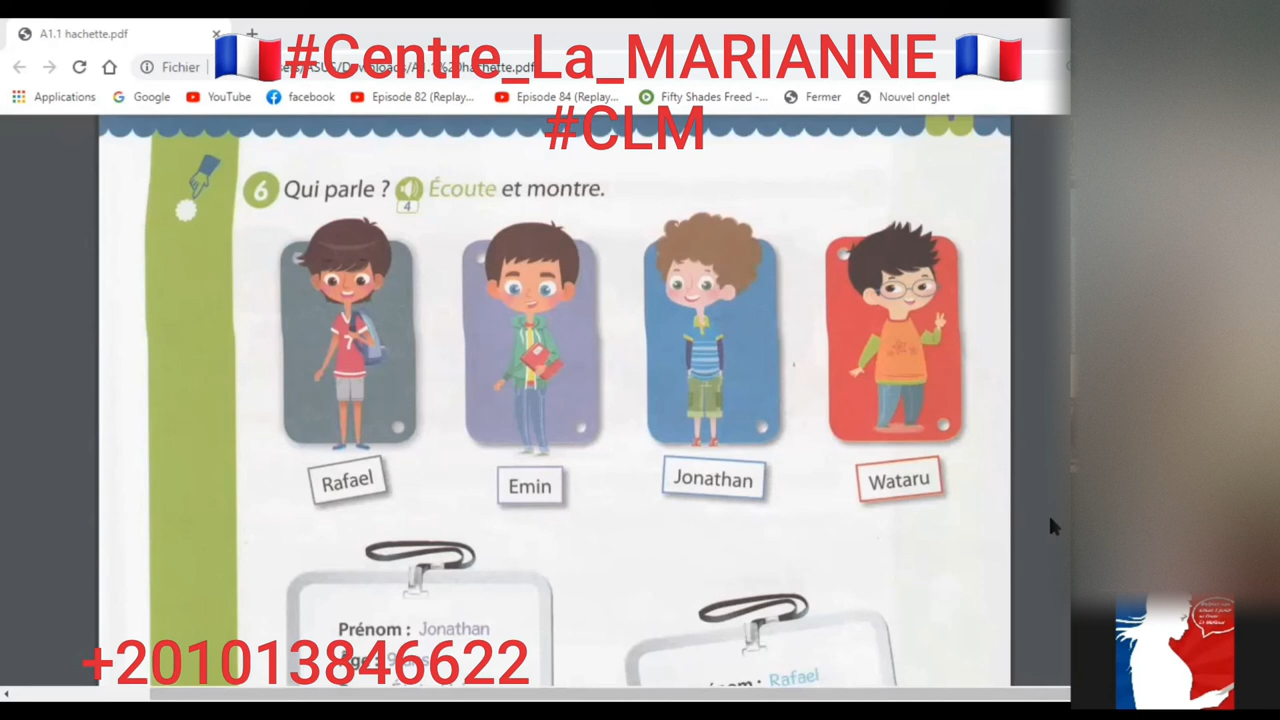 A1.1 hachette.pdf
🇫🇷#Centre_La_MARIANNE 🇫🇷
Fichier
Applications Google YouTube facebook Episode 82 (Replay... Episode 84 (Replay... Fifty Shades Freed -... Fermer Nouvel onglet
#CLM
6 Qui parle ? Écoute et montre.
4
Rafael Emin Jonathan Wataru
Prénom : Jonathan
Rafael
+201013846622